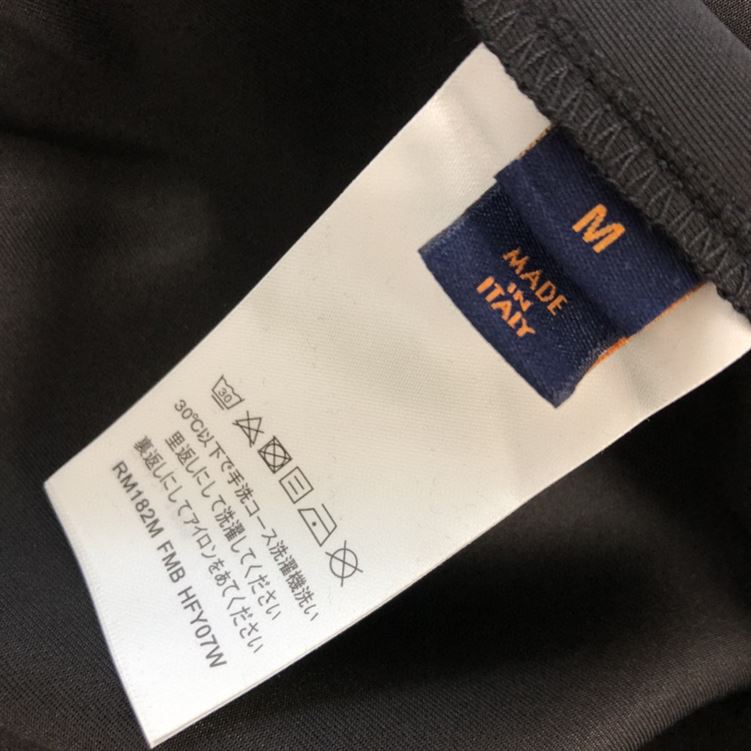 M
MADE
IN
ITALY
30
30℃以下で手洗コース洗濯機洗い
里返しにして洗濯してください
裏返しにしてアイロンをあてください
RM182M FMB HFY07W